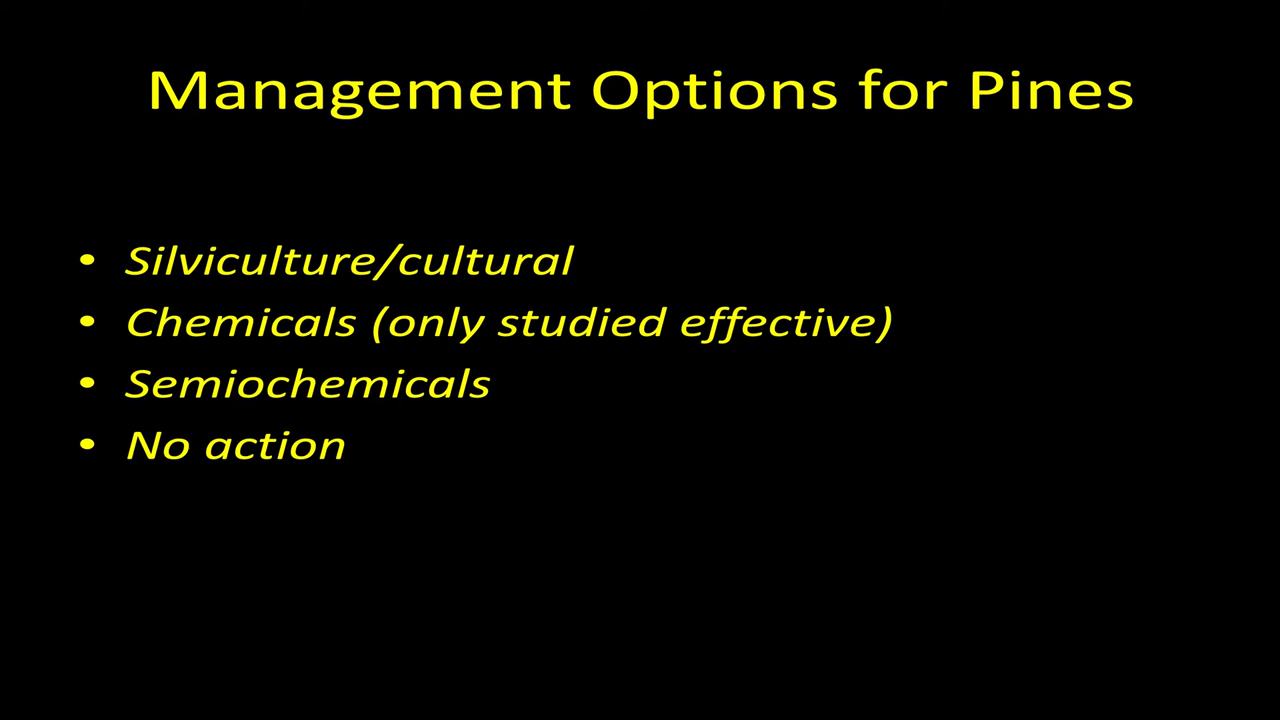 Management Options for Pines
• Silviculture/cultural
• Chemicals (only studied effective)
• Semiochemicals
• No action